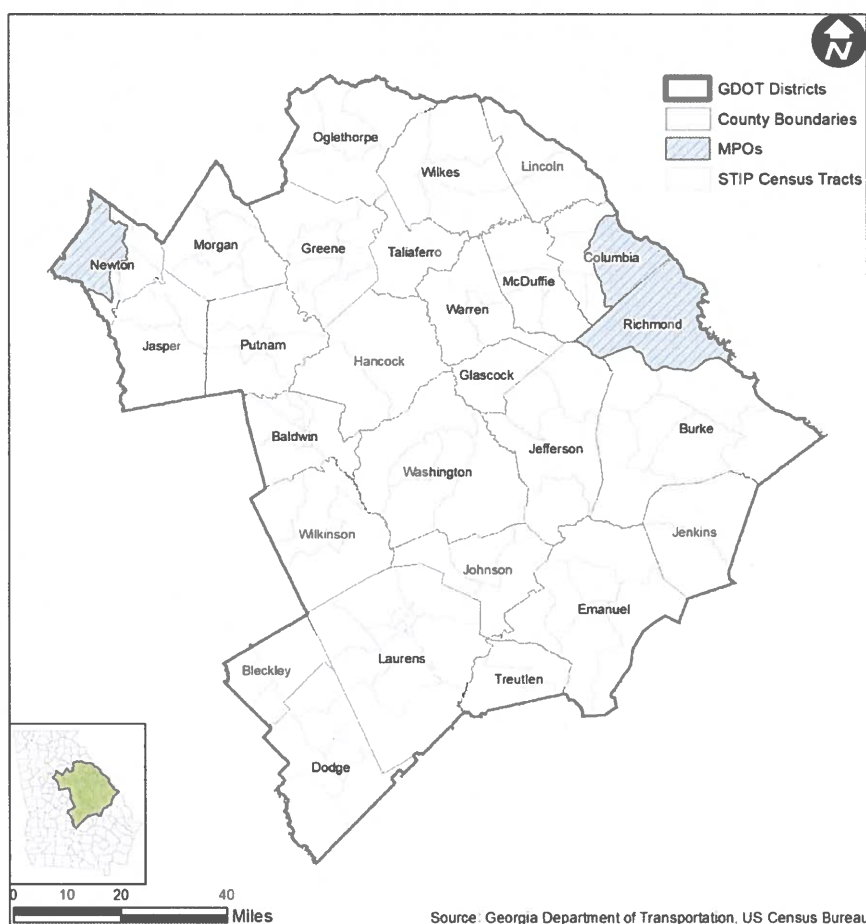 N
GDOT Districts
County Boundaries
MPOs
STIP Census Tracts
Oglethorpe
Wilkes
Lincoln
Newton
Morgan
Greene
Taliaferro
Columbia
McDuffie
Warren
Richmond
Jasper
Putnam
Hancock
Glascock
Baldwin
Burke
Jefferson
Washington
Wilkinson
Jenkins
Johnson
Emanuel
Laurens
Bleckley
Treutlen
Dodge
0 10 20 40
Miles
Source: Georgia Department of Transportation, US Census Bureau